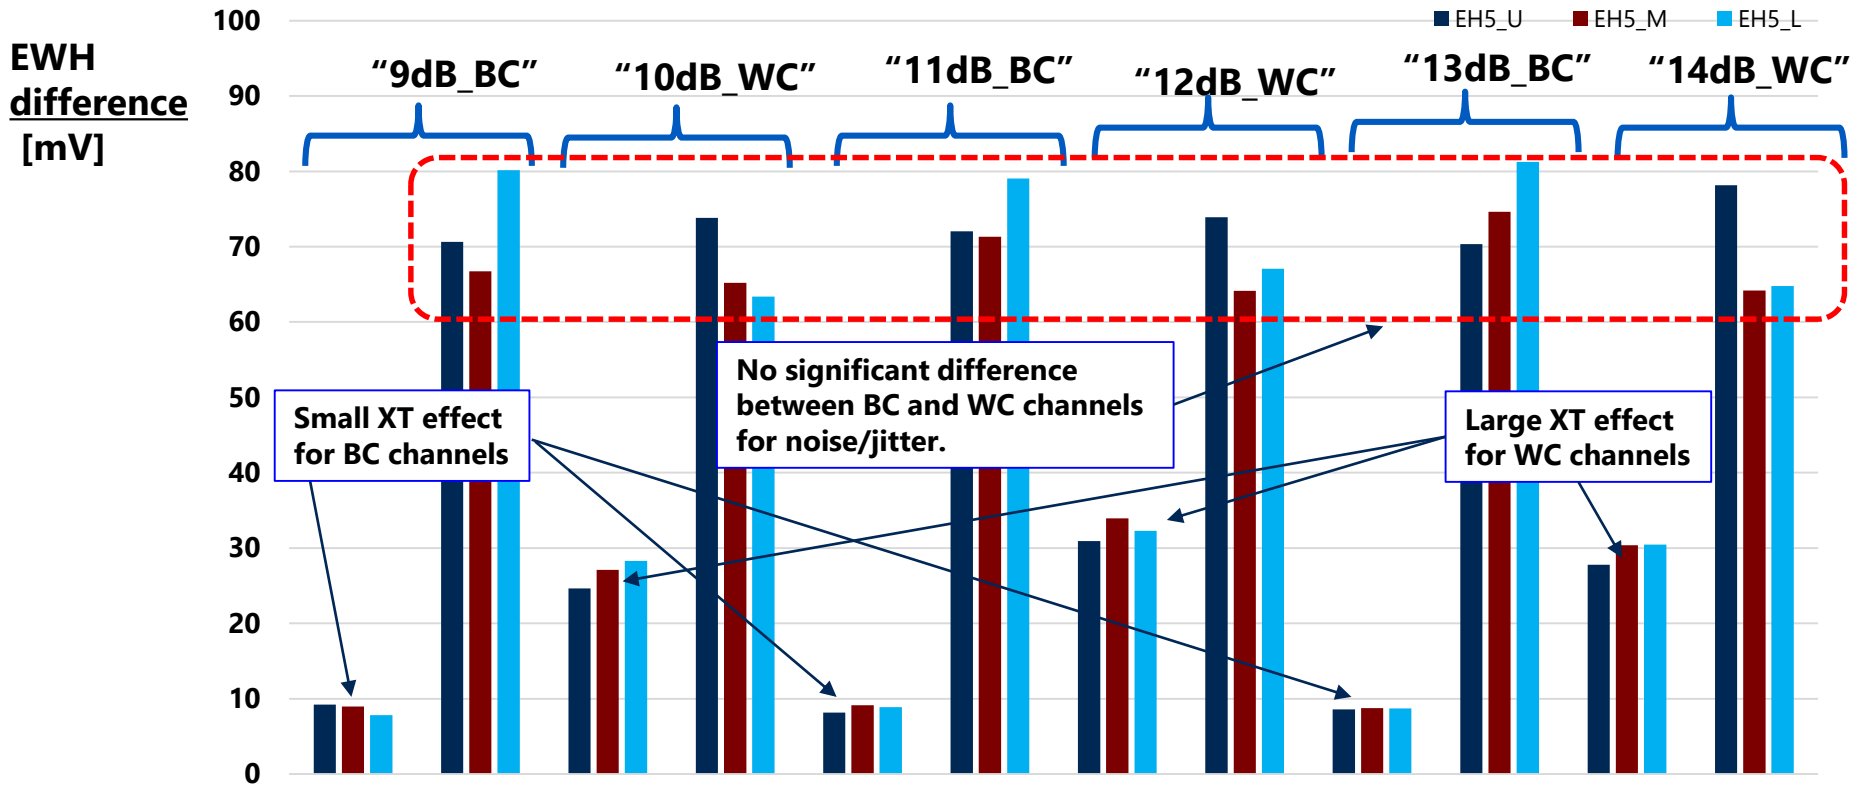 EWH
difference
[mV]
EH5_U EH5_M EH5_L
“9dB_BC” “10dB_WC” “11dB_BC” “12dB_WC” “13dB_BC” “14dB_WC”
100
90
80
70
60
50
40
30
20
10
0
Small XT effect
for BC channels
No significant difference
between BC and WC channels
for noise/jitter.
Large XT effect
for WC channels